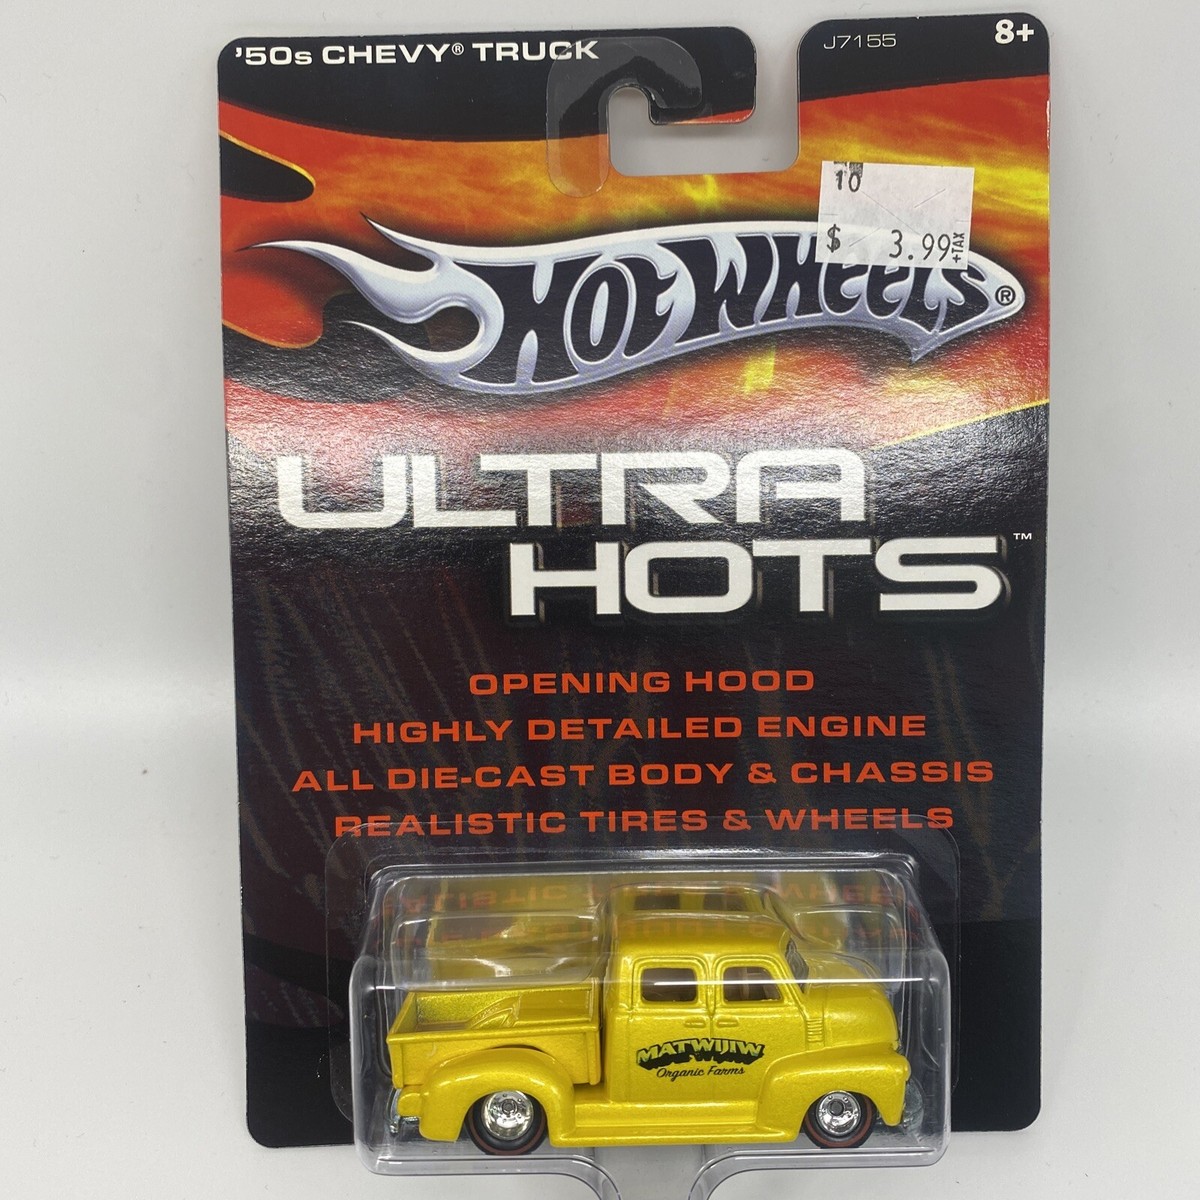 '50s CHEVY® TRUCK
J7155
8+
10
$ 3.99 +TAX
HOT WHEELS®
ULTRA
HOTS™
OPENING HOOD
HIGHLY DETAILED ENGINE
ALL DIE-CAST BODY & CHASSIS
REALISTIC TIRES & WHEELS
MATWIJIW
Organic Farms